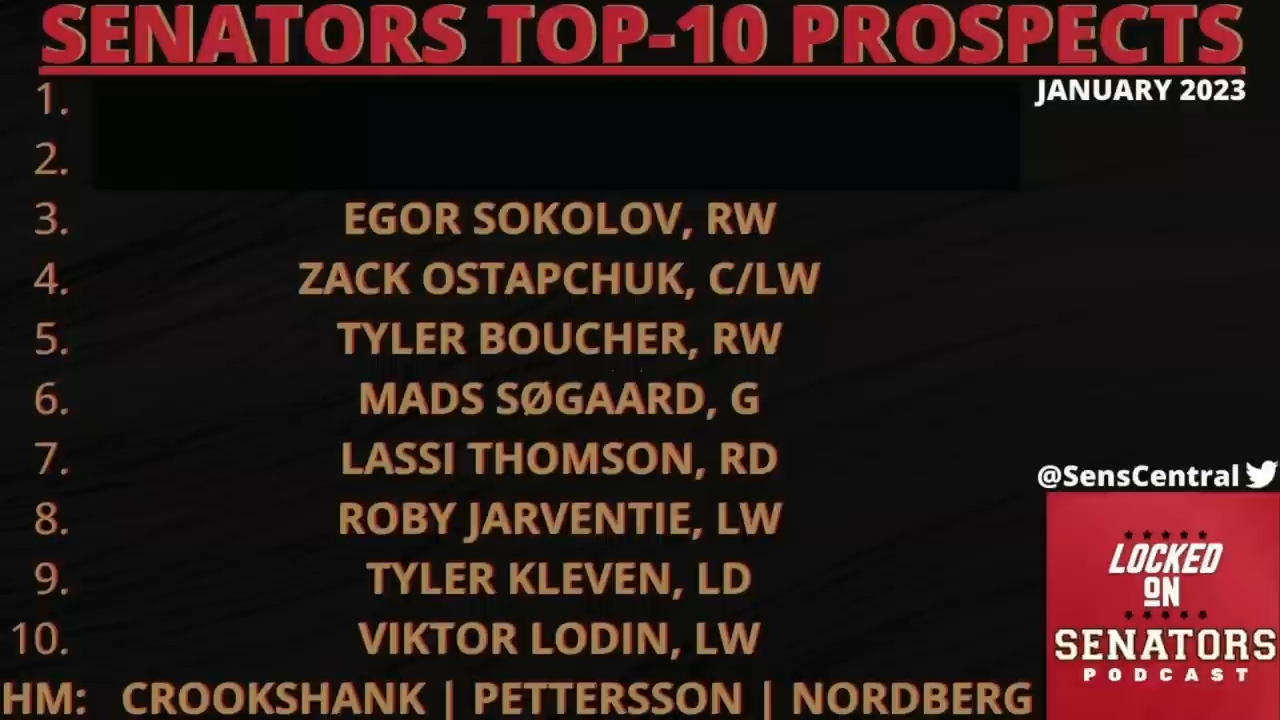 SENATORS TOP-10 PROSPECTS
JANUARY 2023
1.
2.
3. EGOR SOKOLOV, RW
4. ZACK OSTAPCHUK, C/LW
5. TYLER BOUCHER, RW
6. MADS SØGAARD, G
7. LASSI THOMSON, RD
8. ROBY JARVENTIE, LW
9. TYLER KLEVEN, LD
10. VIKTOR LODIN, LW
HM: CROOKSHANK | PETTERSSON | NORDBERG
@SensCentral
LOCKED
ON
SENATORS
PODCAST